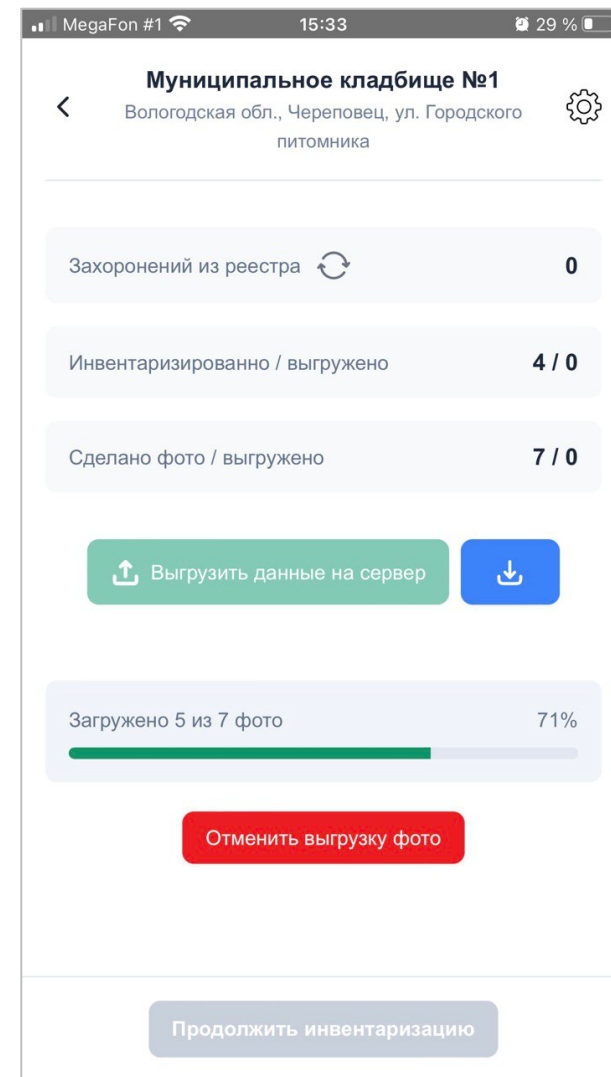 MegaFon #1 15:33 29 %
Муниципальное кладбище №1
Вологодская обл., Череповец, ул. Городского
питомника
Захоронений из реестра 0
Инвентаризированно / выгружено 4 / 0
Сделано фото / выгружено 7 / 0
Выгрузить данные на сервер
Загружено 5 из 7 фото 71%
Отменить выгрузку фото
Продолжить инвентаризацию